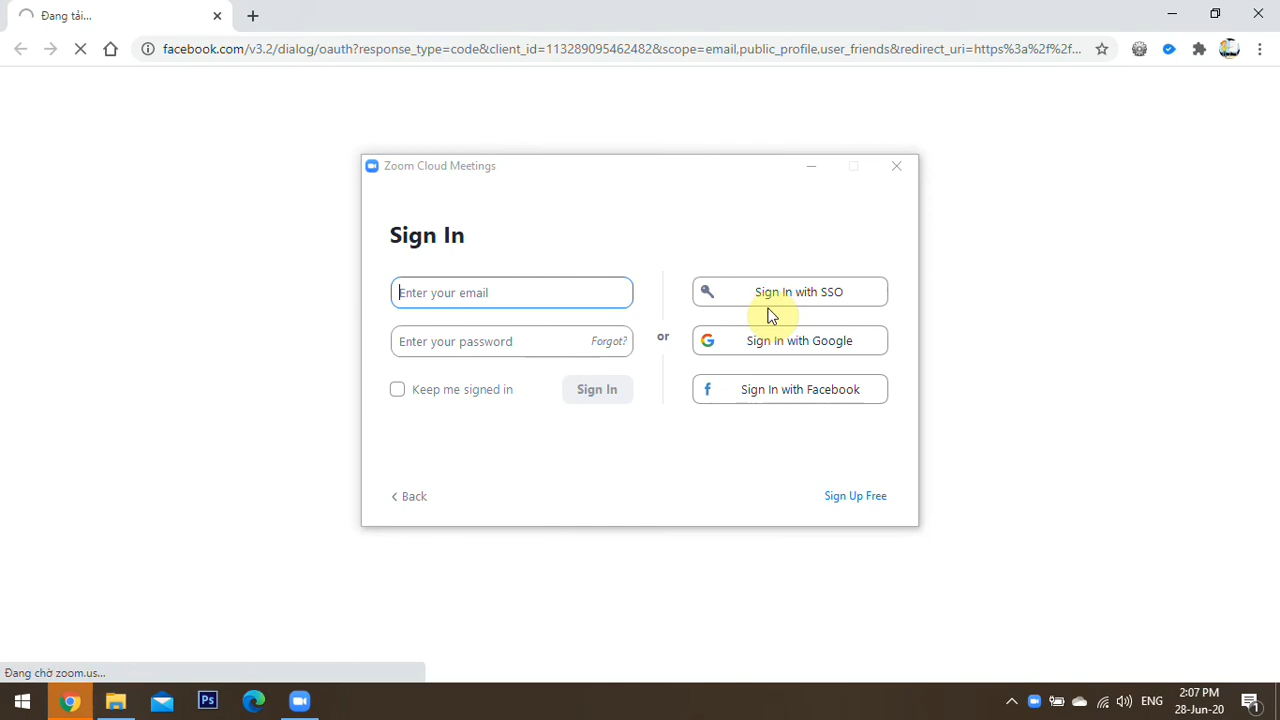 Đang tải...
facebook.com/v3.2/dialog/oauth?response_type=code&client_id=113289095462482&scope=email,public_profile,user_friends&redirect_uri=https%3a%2f%2f...
Zoom Cloud Meetings
Sign In
Enter your email
Enter your password
Forgot?
Keep me signed in
Sign In
or
Sign In with SSO
Sign In with Google
Sign In with Facebook
Back
Sign Up Free
Đang chờ zoom.us...
Ps
ENG
2:07 PM
28-Jun-20
1